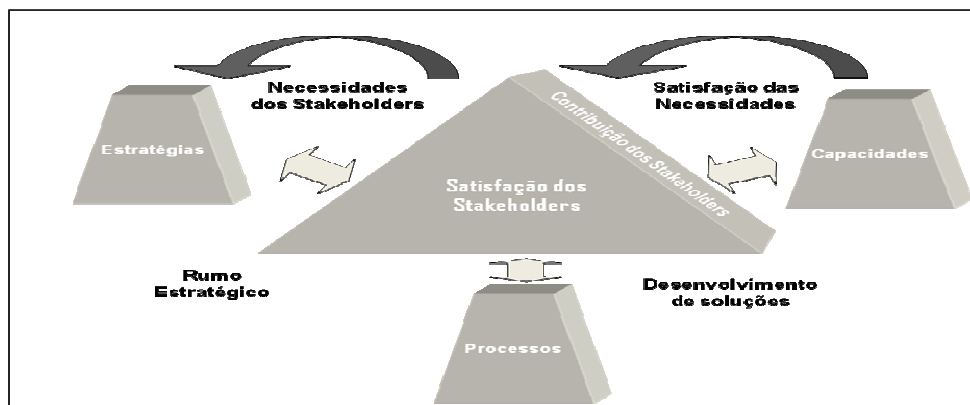 Necessidades
dos Stakeholders
Satisfação das
Necessidades
Estratégias
Contribuição dos Stakeholders
Capacidades
Satisfação dos
Stakeholders
Rumo
Estratégico
Desenvolvimento
de soluções
Processos